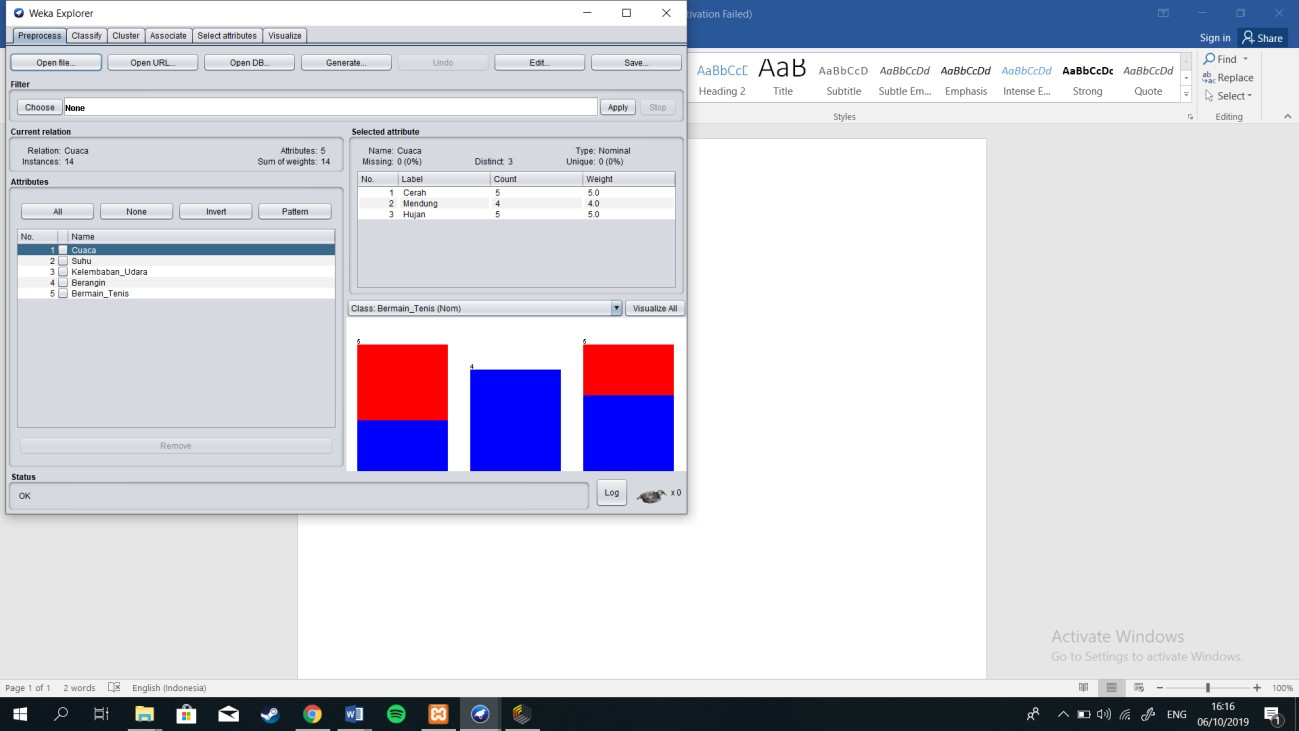 Weka Explorer
ivation Failed)
Sign in Share
Preprocess Classify Cluster Associate Select attributes Visualize
Open file... Open URL... Open DB... Generate... Undo Edit... Save...
Filter
Choose None Apply Stop
AaBbCcD AaB AaBbCcD AaBbCcDd AaBbCcDd AaBbCcDd AaBbCcDc AaBbCcDd
Heading 2 Title Subtitle Subtle Em... Emphasis Intense E... Strong Quote
Styles
Find
Replace
Select
Editing
Current relation
Relation: Cuaca Attributes: 5
Instances: 14 Sum of weights: 14
Selected attribute
Name: Cuaca Type: Nominal
Missing: 0 (0%) Distinct: 3 Unique: 0 (0%)
No. Label Count Weight
1 Cerah 5 5.0
2 Mendung 4 4.0
3 Hujan 5 5.0
Attributes
All None Invert Pattern
No. Name
1 Cuaca
2 Suhu
3 Kelembaban_Udara
4 Berangin
5 Bermain_Tenis
Remove
Class: Bermain_Tenis (Nom) Visualize All
5 4 5
Status
OK
Log x 0
Activate Windows
Go to Settings to activate Windows.
Page 1 of 1 2 words English (Indonesia) 100%
ENG 16:16
06/10/2019
1